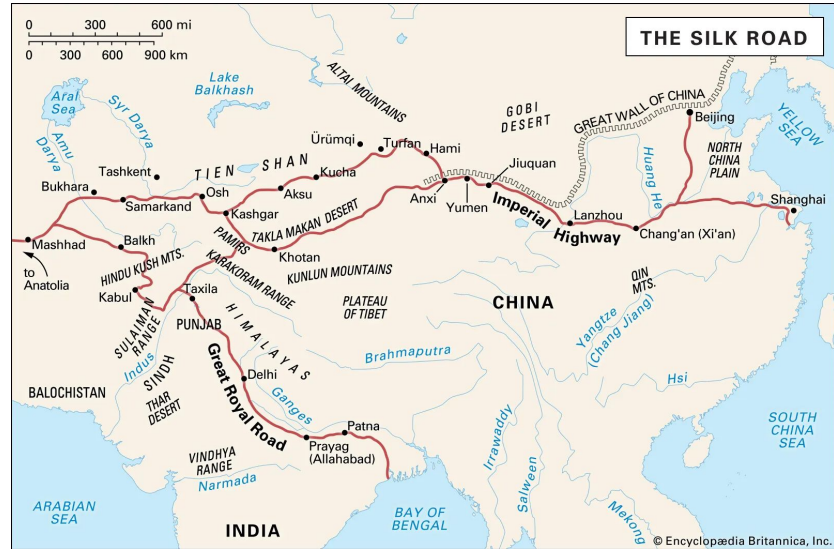 0 300 600 mi
0 300 600 900 km
THE SILK ROAD
Aral
Sea
Syr Darya
Amu
Darya
Lake
Balkhash
ALTAI MOUNTAINS
GOBI
DESERT
GREAT WALL OF CHINA
Beijing
YELLOW
SEA
NORTH
CHINA
PLAIN
Huang He
Ürümqi
Turfan
Hami
Jiuquan
TIEN SHAN
Tashkent
Kucha
Bukhara
Osh
Aksu
Samarkand
Kashgar
Anxi
Yumen
Imperial
Highway
Lanzhou
Chang'an (Xi'an)
Shanghai
TAKLA MAKAN DESERT
PAMIRS
Mashhad
Balkh
Khotan
to
Anatolia
HINDU KUSH MTS.
KARAKORAM RANGE
KUNLUN MOUNTAINS
Kabul
Taxila
PLATEAU
OF TIBET
CHINA
QIN
MTS.
SULAIMAN
RANGE
PUNJAB
HIMALAYAS
Yangtze
(Chang Jiang)
Indus
SINDH
Great Royal Road
Brahmaputra
Delhi
Hsi
BALOCHISTAN
THAR
DESERT
Ganges
Patna
Prayag
(Allahabad)
SOUTH
CHINA
SEA
VINDHYA
RANGE
Narmada
Irrawaddy
Salween
Mekong
ARABIAN
SEA
INDIA
BAY OF
BENGAL
© Encyclopædia Britannica, Inc.